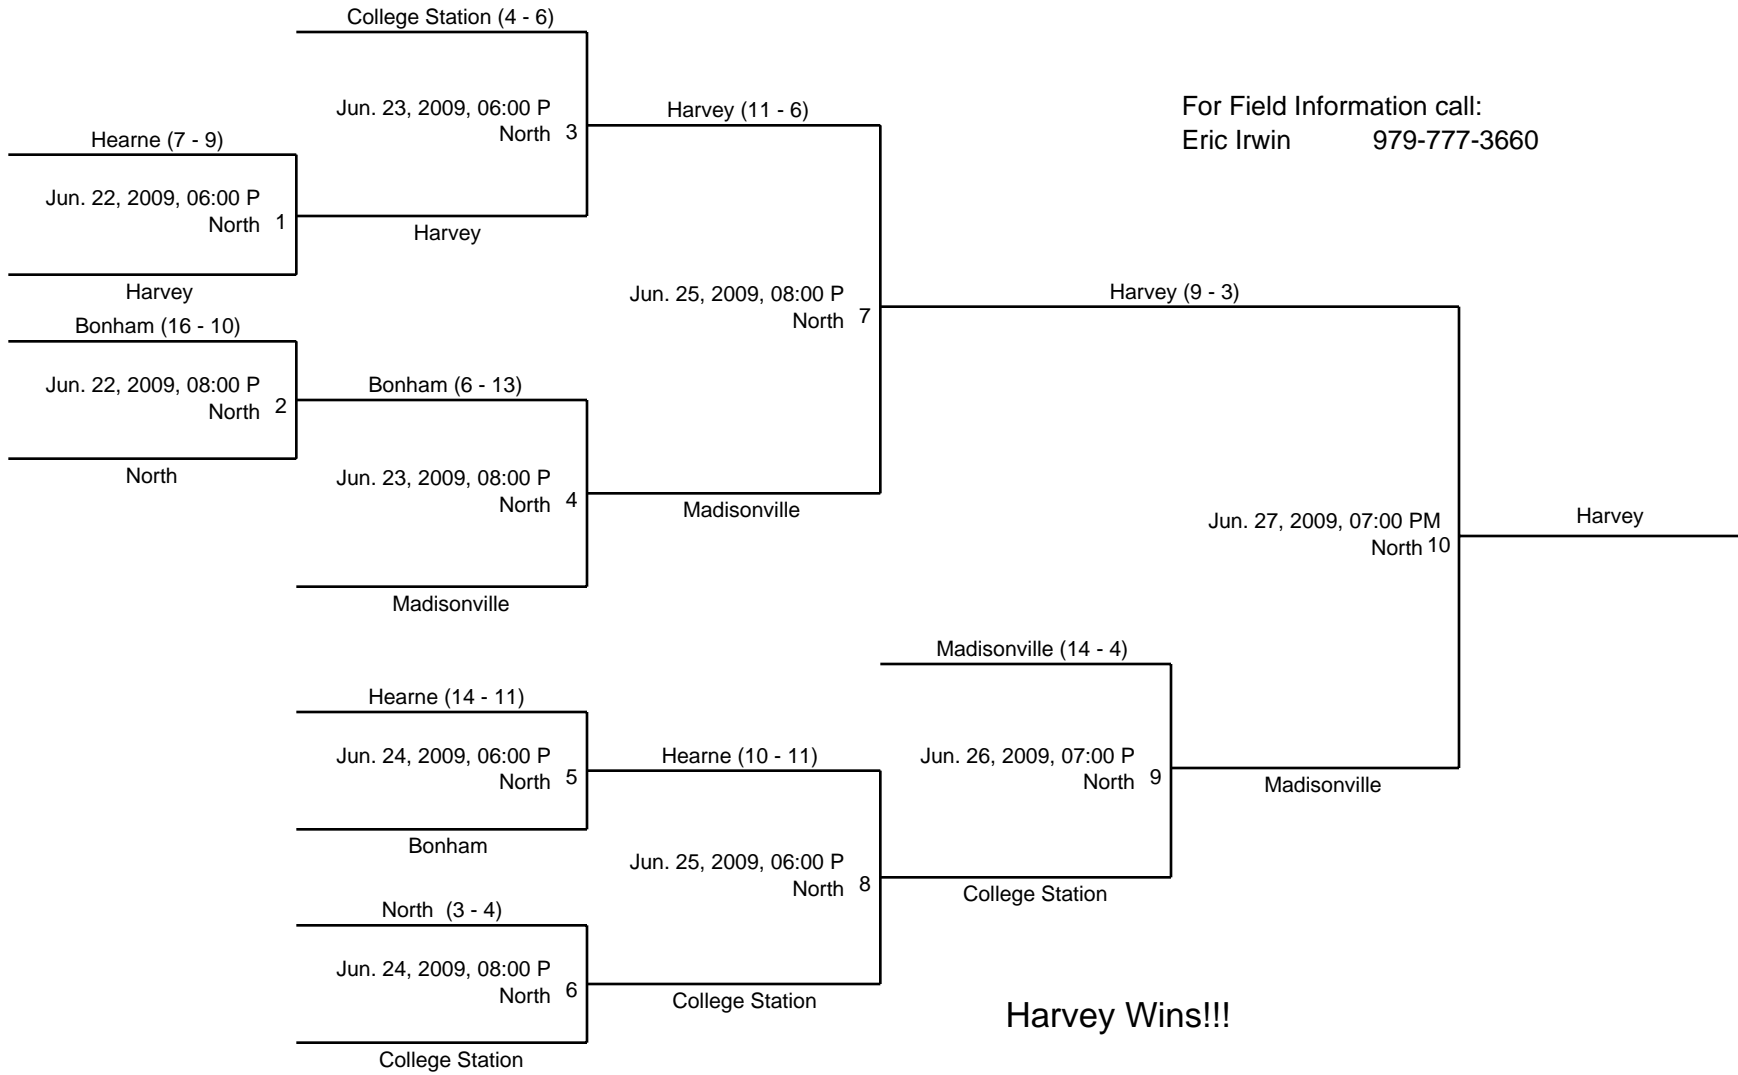 College Station (4 - 6)
Jun. 23, 2009, 06:00 P
North 3
Harvey (11 - 6)
For Field Information call:
Eric Irwin 979-777-3660
Hearne (7 - 9)
Jun. 22, 2009, 06:00 P
North 1
Harvey
Harvey
Bonham (16 - 10)
Jun. 25, 2009, 08:00 P
North 7
Harvey (9 - 3)
Jun. 22, 2009, 08:00 P
North 2
Bonham (6 - 13)
North
Jun. 23, 2009, 08:00 P
North 4
Madisonville
Jun. 27, 2009, 07:00 PM
North 10
Harvey
Madisonville
Madisonville (14 - 4)
Hearne (14 - 11)
Jun. 24, 2009, 06:00 P
North 5
Hearne (10 - 11)
Jun. 26, 2009, 07:00 P
North 9
Madisonville
Bonham
Jun. 25, 2009, 06:00 P
North 8
College Station
North (3 - 4)
Jun. 24, 2009, 08:00 P
North 6
College Station
Harvey Wins!!!
College Station